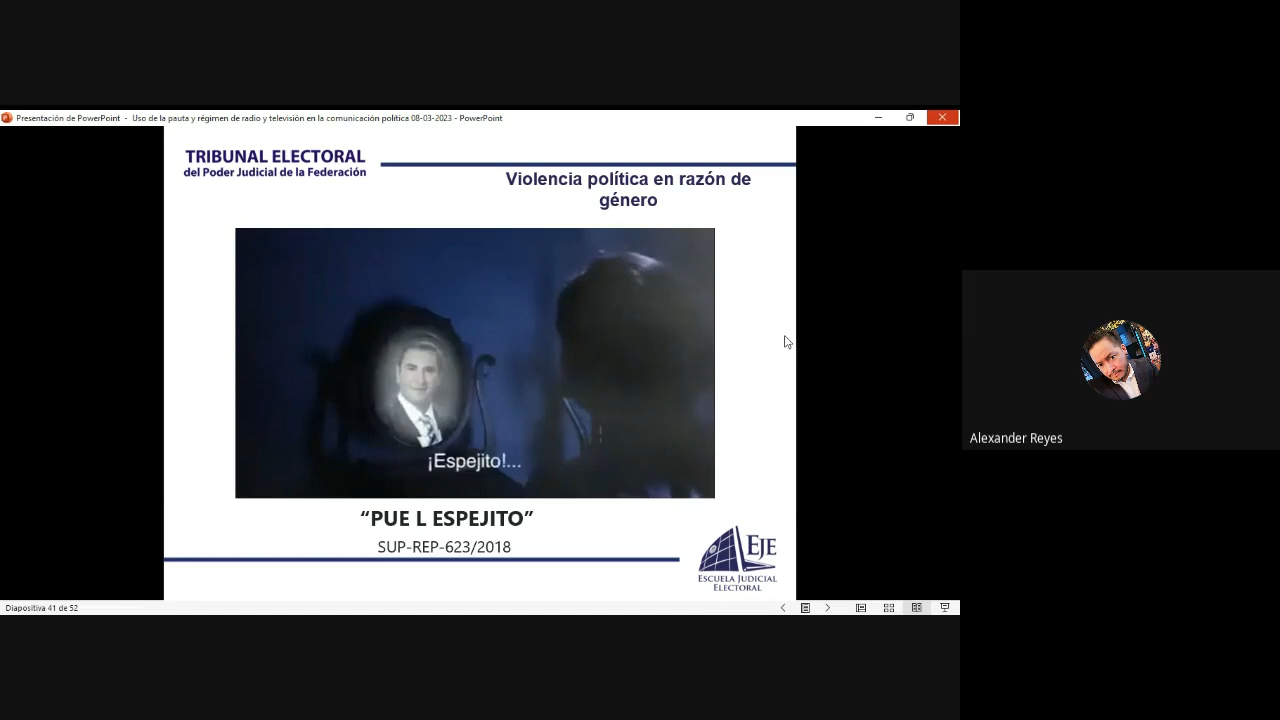 Presentación de PowerPoint - Uso de la pauta y régimen de radio y televisión en la comunicación política 08-03-2023 - PowerPoint
TRIBUNAL ELECTORAL
del Poder Judicial de la Federación
Violencia política en razón de
género
¡Espejito!...
“PUE L ESPEJITO”
SUP-REP-623/2018
EJE
ESCUELA JUDICIAL
ELECTORAL
Diapositiva 41 de 52
Alexander Reyes